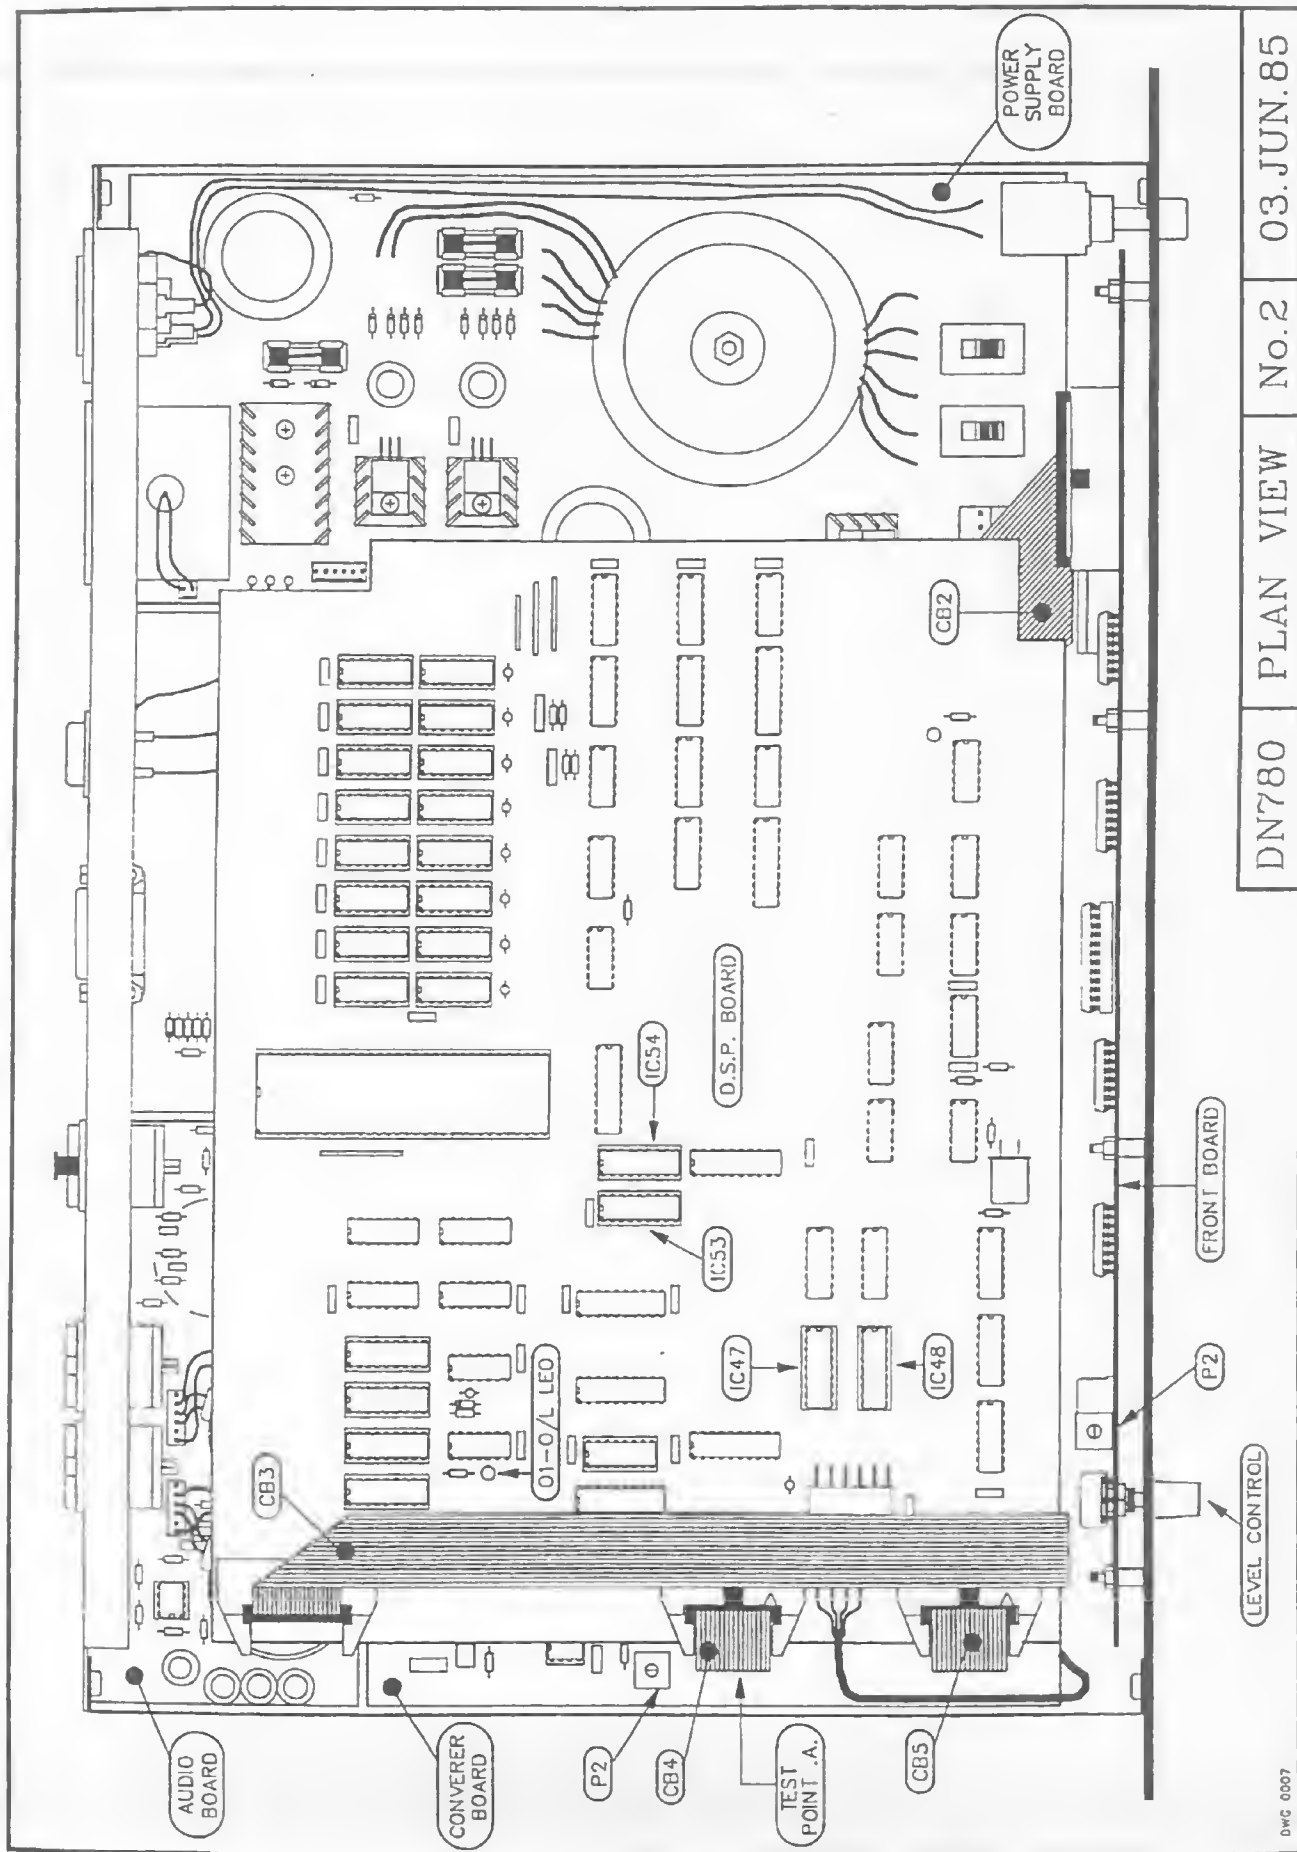 POWER
SUPPLY
BOARD
CB2
IC54
D.S.P. BOARD
IC53
IC47
IC48
01-O/L LED
CB3
FRONT BOARD
P2
LEVEL CONTROL
AUDIO
BOARD
CONVERER
BOARD
P2
CB4
TEST
POINT .A.
CB5
DN780
PLAN VIEW
No.2
03.JUN.85
DWG 0007